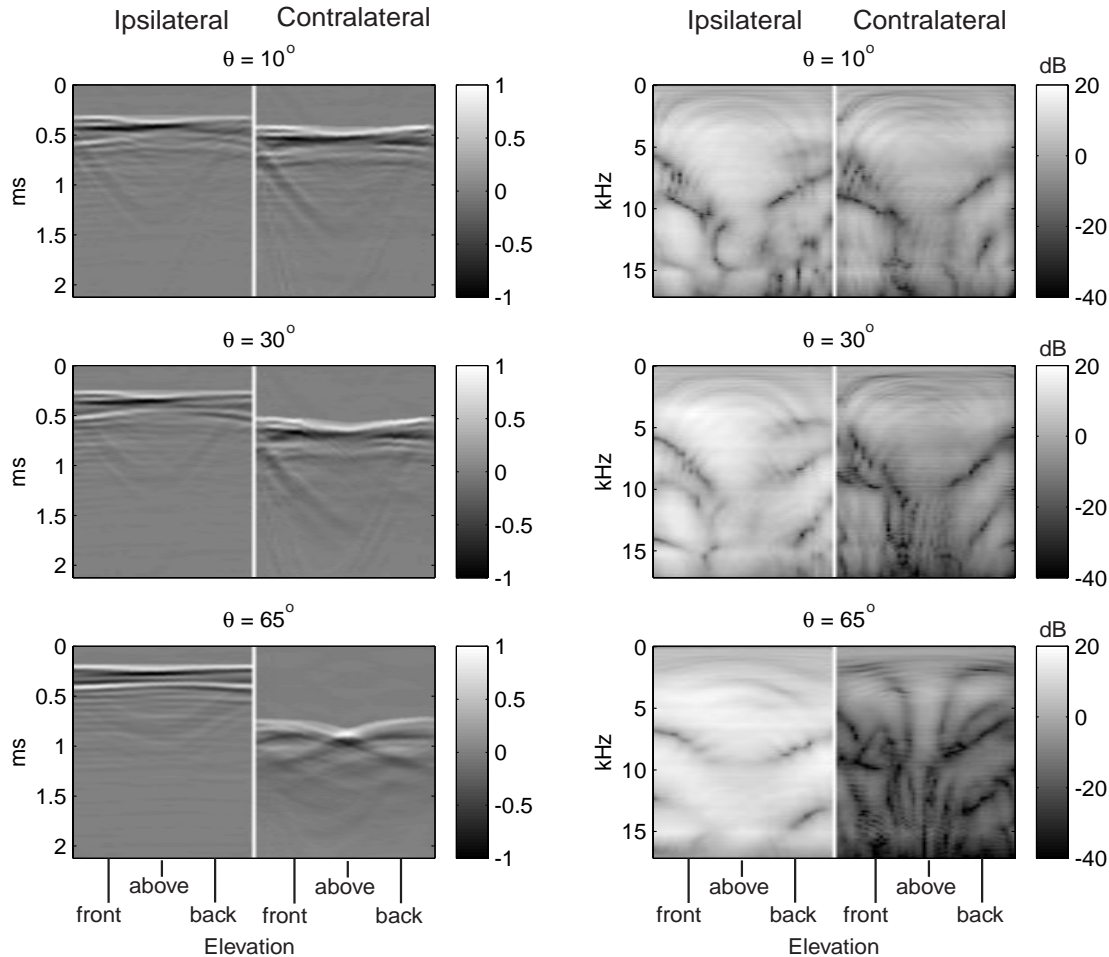 Ipsilateral Contralateral Ipsilateral Contralateral
θ = 10° θ = 10° dB
0 1 0 20
0.5 0.5 5 0
1 0 10 -20
1.5 -0.5 15 -40
2 -1
ms kHz
θ = 30° θ = 30° dB
0 1 0 20
0.5 0.5 5 0
1 0 10 -20
1.5 -0.5 15 -40
2 -1
ms kHz
θ = 65° θ = 65° dB
0 1 0 20
0.5 0.5 5 0
1 0 10 -20
1.5 -0.5 15 -40
2 -1
ms kHz
above above above above
front back front back front back front back
Elevation Elevation